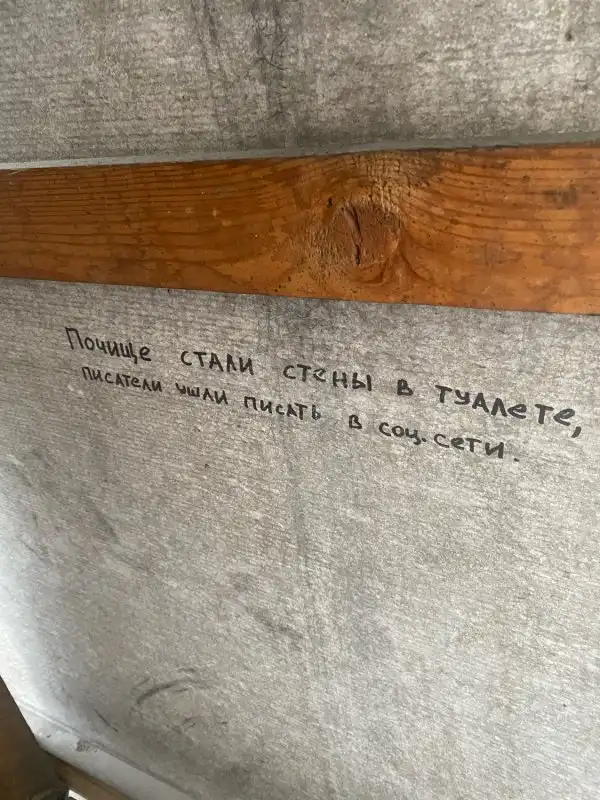 Почище стали стены в туалете,
писатели ушли писать в соц. сети.